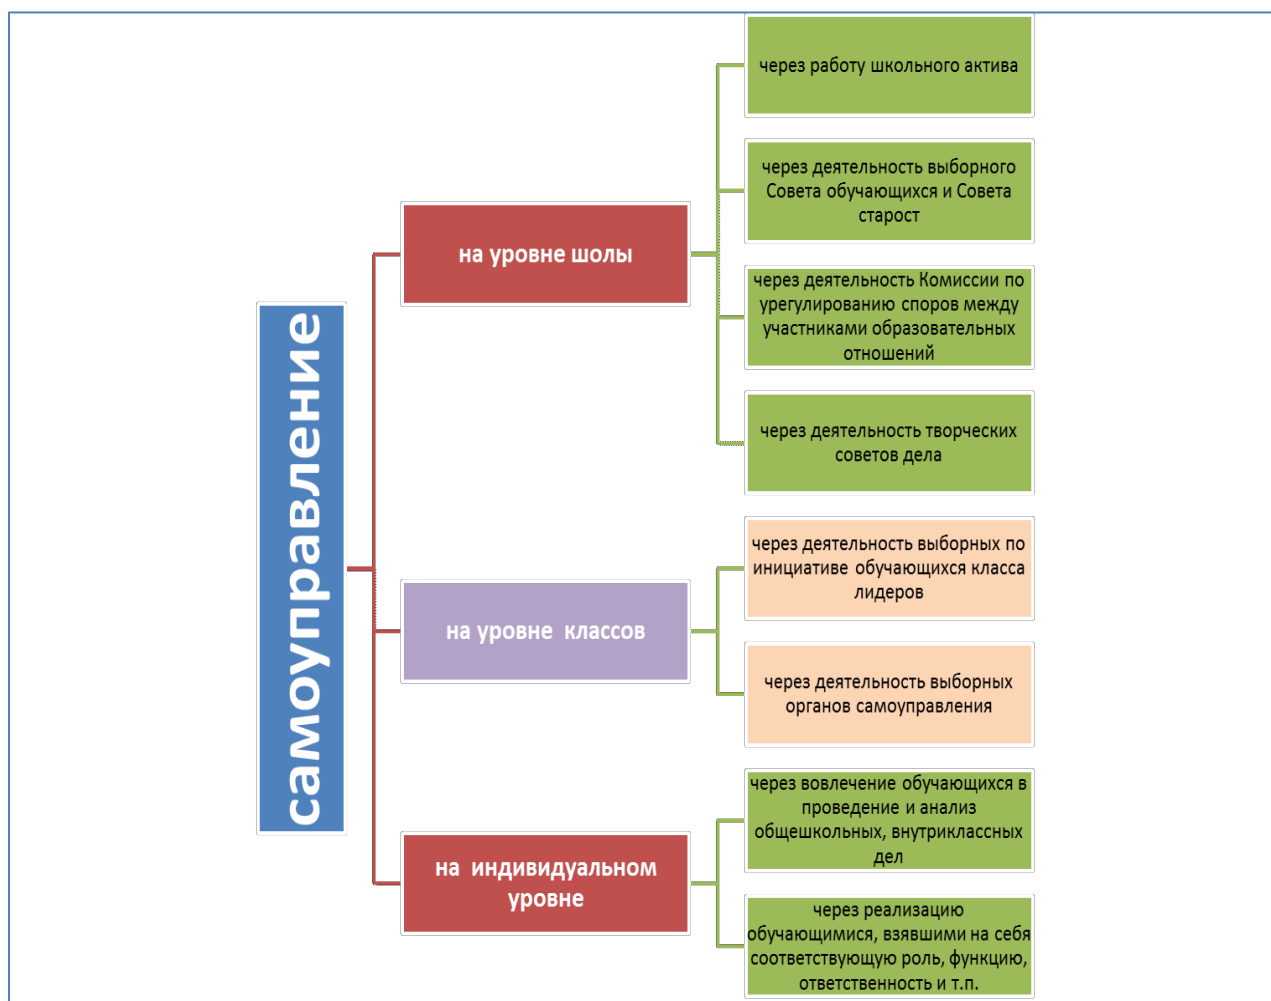 самоуправление
на уровне шолы
через работу школьного актива
через деятельность выборного
Совета обучающихся и Совета
старост
через деятельность Комиссии по
урегулированию споров между
участниками образовательных
отношений
через деятельность творческих
советов дела
на уровне классов
через деятельность выборных по
инициативе обучающихся класса
лидеров
через деятельность выборных
органов самоуправления
на индивидуальном
уровне
через вовлечение обучающихся в
проведение и анализ
общешкольных, внутриклассных
дел
через реализацию
обучающимися, взявшими на себя
соответствующую роль, функцию,
ответственность и т.п.